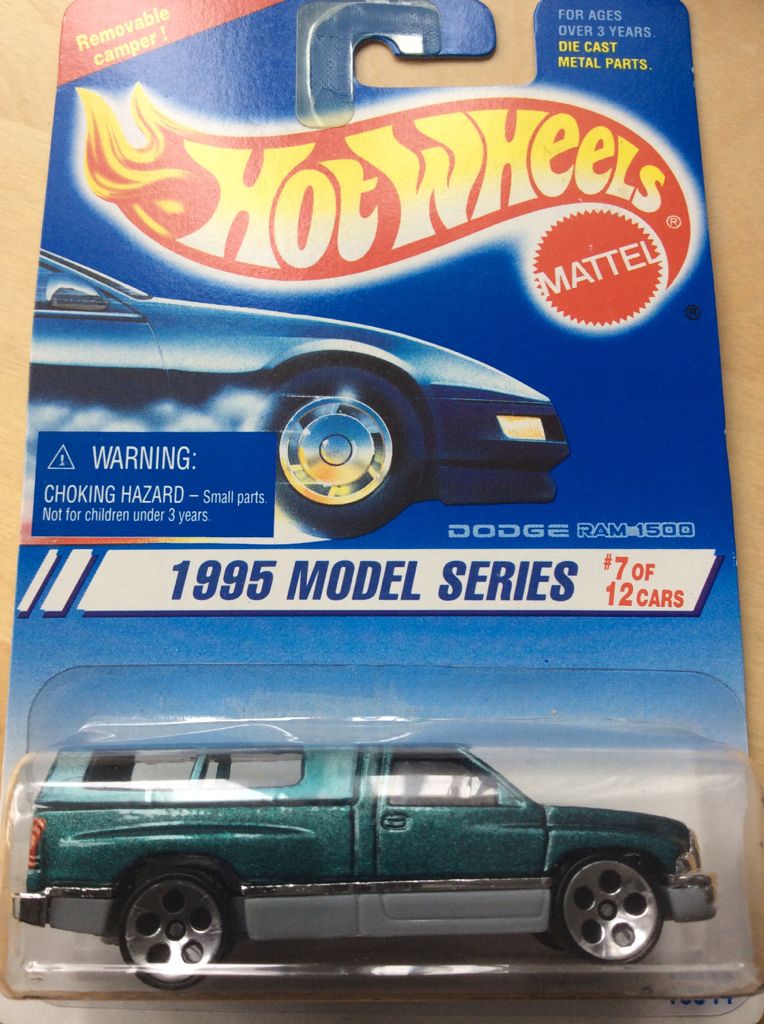 Removable
camper !
FOR AGES
OVER 3 YEARS.
DIE CAST
METAL PARTS.
HOT WHEELS
®
MATTEL
®
⚠ WARNING:
CHOKING HAZARD – Small parts.
Not for children under 3 years.
DODGE RAM 1500
1995 MODEL SERIES
#7 OF
12 CARS